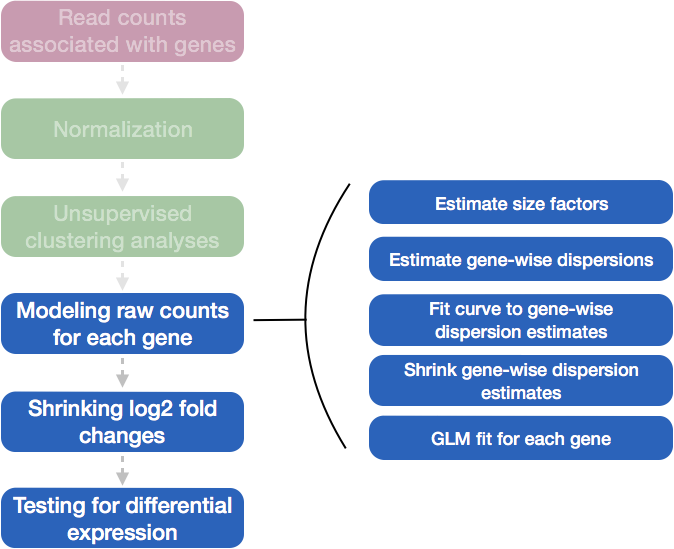 Read counts
associated with genes
Normalization
Unsupervised
clustering analyses
Modeling raw counts
for each gene
Shrinking log2 fold
changes
Testing for differential
expression
Estimate size factors
Estimate gene-wise dispersions
Fit curve to gene-wise
dispersion estimates
Shrink gene-wise dispersion
estimates
GLM fit for each gene